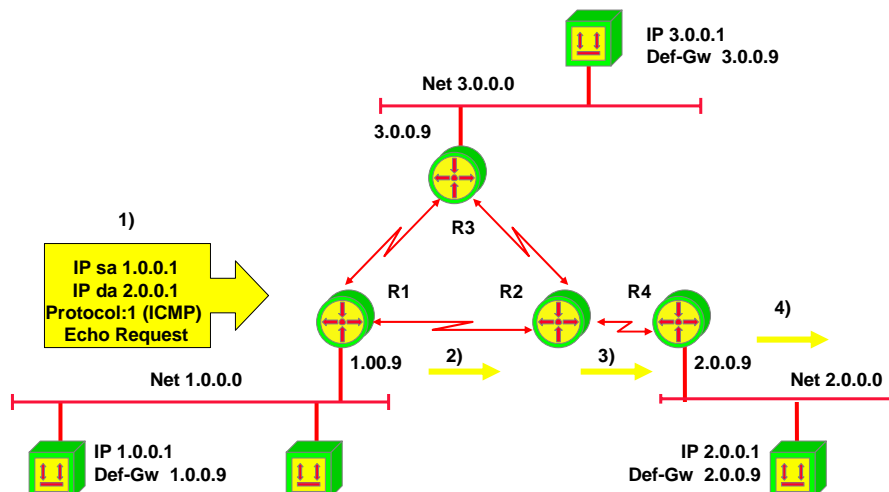 IP 3.0.0.1
Def-Gw 3.0.0.9
Net 3.0.0.0
3.0.0.9
R3
1)
IP sa 1.0.0.1
IP da 2.0.0.1
Protocol:1 (ICMP)
Echo Request
R1
R2
R4
4)
1.00.9
2)
3)
2.0.0.9
Net 1.0.0.0
Net 2.0.0.0
IP 1.0.0.1
Def-Gw 1.0.0.9
IP 2.0.0.1
Def-Gw 2.0.0.9